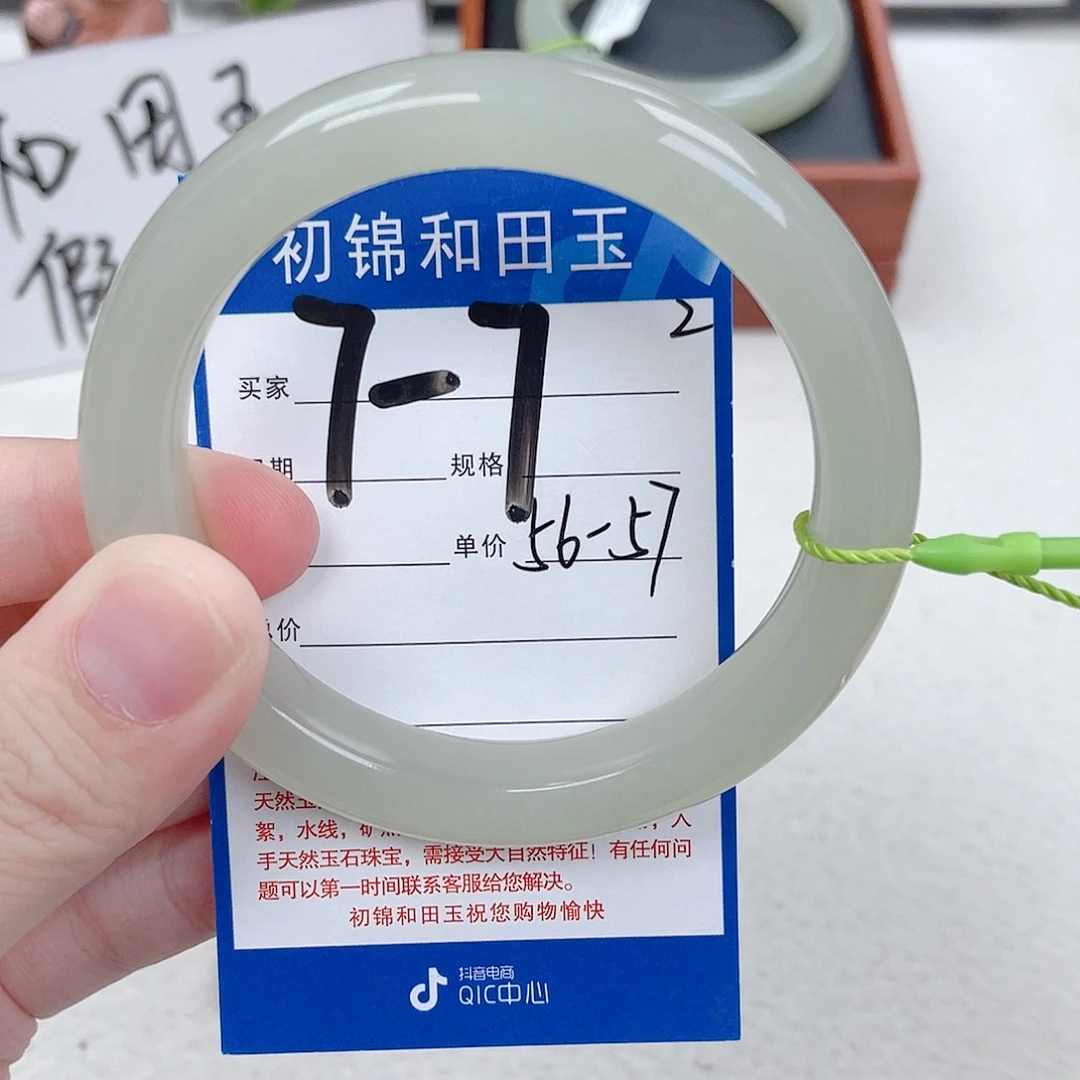 和田玉
假
初锦和田玉
7-7
2
买家
期 规格
单价 56-57
总价
天然玉
絮，水线，矿
手天然玉石珠宝，需接受大自然特征！有任何问
题可以第一时间联系客服给您解决。
初锦和田玉祝您购物愉快
抖音电商
QIC中心